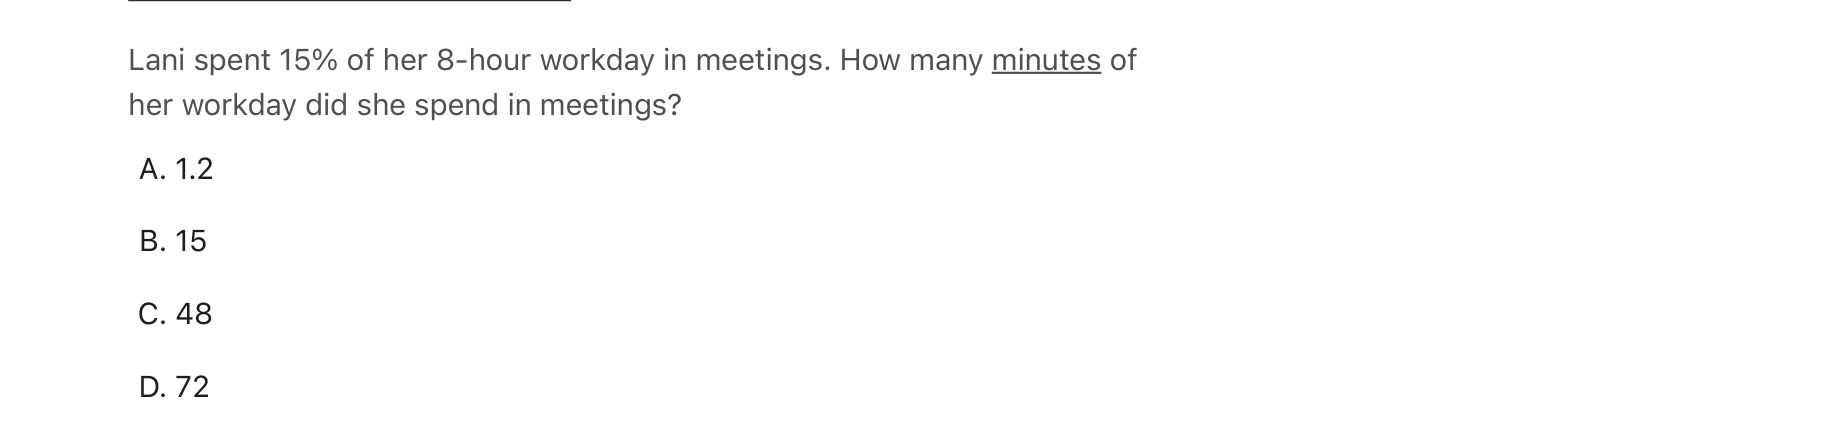 Lani spent 15% of her 8-hour workday in meetings. How many minutes of
her workday did she spend in meetings?
A. 1.2
B. 15
C. 48
D. 72